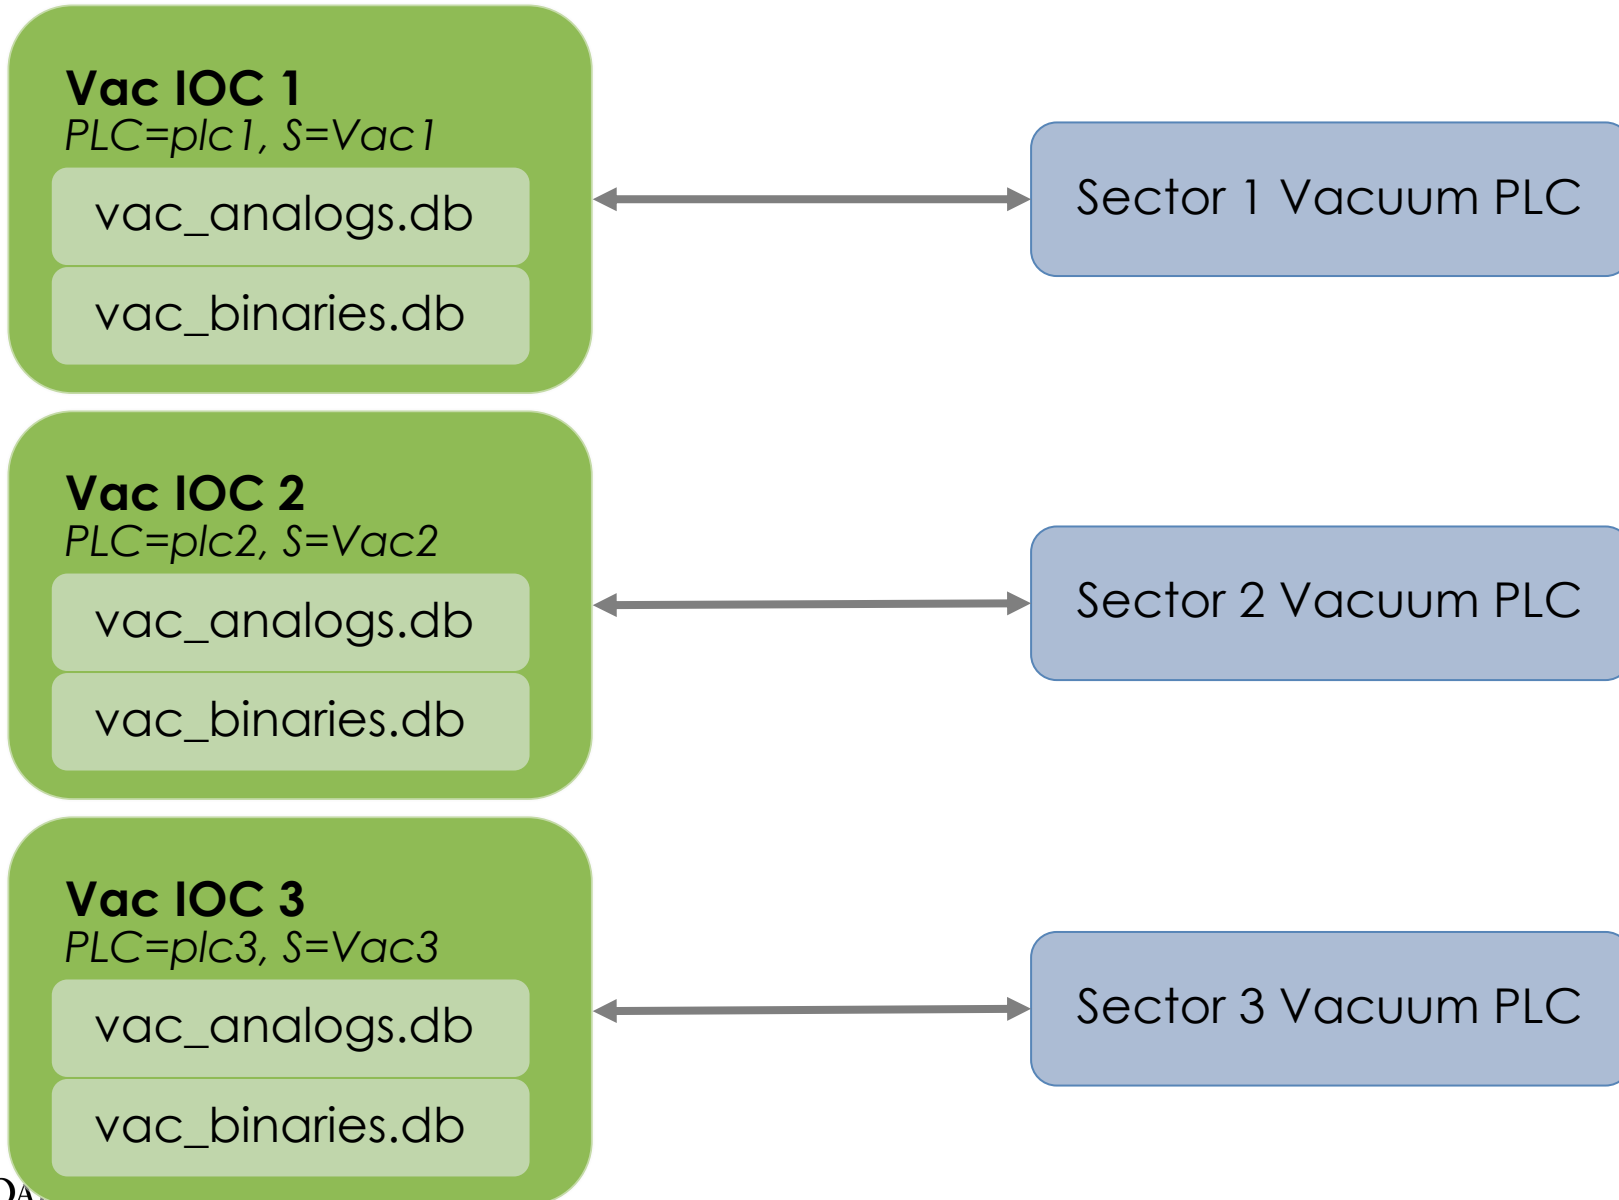 Vac IOC 1
PLC=plc1, S=Vac1
vac_analogs.db
vac_binaries.db
Sector 1 Vacuum PLC
Vac IOC 2
PLC=plc2, S=Vac2
vac_analogs.db
vac_binaries.db
Sector 2 Vacuum PLC
Vac IOC 3
PLC=plc3, S=Vac3
vac_analogs.db
vac_binaries.db
Sector 3 Vacuum PLC